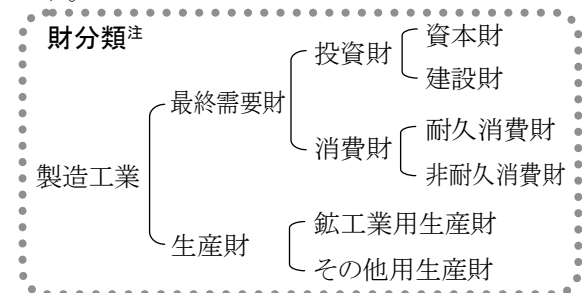 財分類注
資本財
投資財
建設財
最終需要財
耐久消費財
消費財
非耐久消費財
製造工業
鉱工業用生産財
生産財
その他用生産財